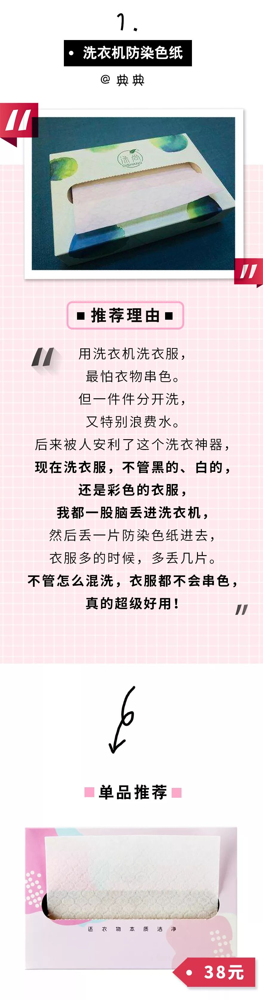 1.
• 洗衣机防染色纸
@典典
涤尚
DISHANG
推荐理由
用洗衣机洗衣服，
最怕衣物串色。
但一件件分开洗，
又特别浪费水。
后来被人安利了这个洗衣神器，
现在洗衣服，不管黑的、白的，
还是彩色的衣服，
我都一股脑丢进洗衣机，
然后丢一片防染色纸进去，
衣服多的时候，多丢几片。
不管怎么混洗，衣服都不会串色，
真的超级好用！
单品推荐
还衣物本质洁净
38元